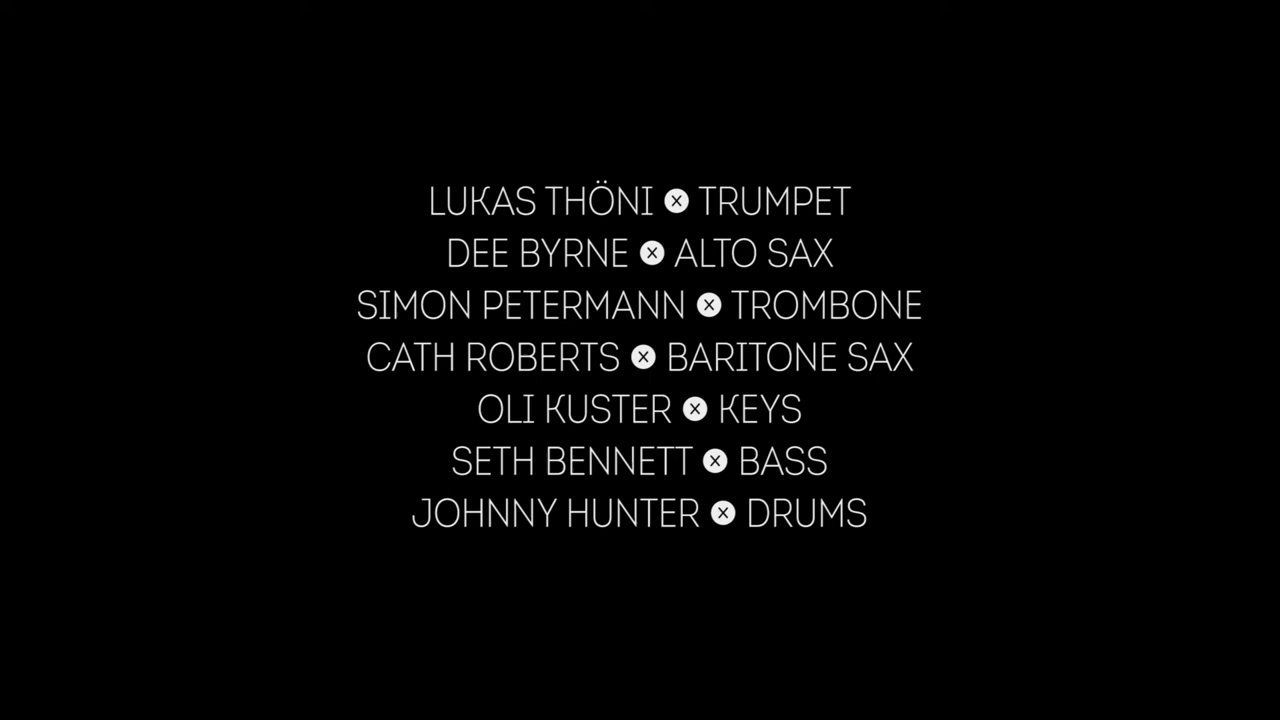 LUKAS THÖNI ⓧ TRUMPET
DEE BYRNE ⓧ ALTO SAX
SIMON PETERMANN ⓧ TROMBONE
CATH ROBERTS ⓧ BARITONE SAX
OLI KUSTER ⓧ KEYS
SETH BENNETT ⓧ BASS
JOHNNY HUNTER ⓧ DRUMS